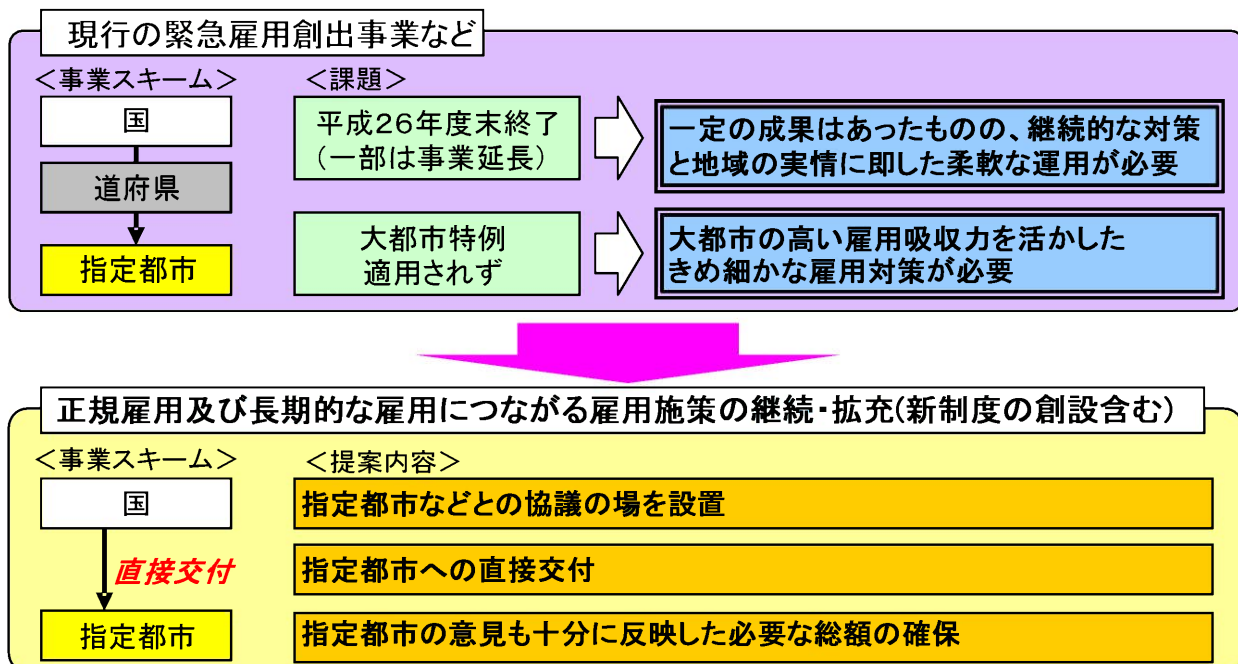 現行の緊急雇用創出事業など
＜事業スキーム＞
国
道府県
指定都市
＜課題＞
平成２６年度末終了
（一部は事業延長）
一定の成果はあったものの、継続的な対策
と地域の実情に即した柔軟な運用が必要
大都市特例
適用されず
大都市の高い雇用吸収力を活かした
きめ細かな雇用対策が必要
正規雇用及び長期的な雇用につながる雇用施策の継続・拡充(新制度の創設含む)
＜事業スキーム＞
国
直接交付
指定都市
＜提案内容＞
指定都市などとの協議の場を設置
指定都市への直接交付
指定都市の意見も十分に反映した必要な総額の確保